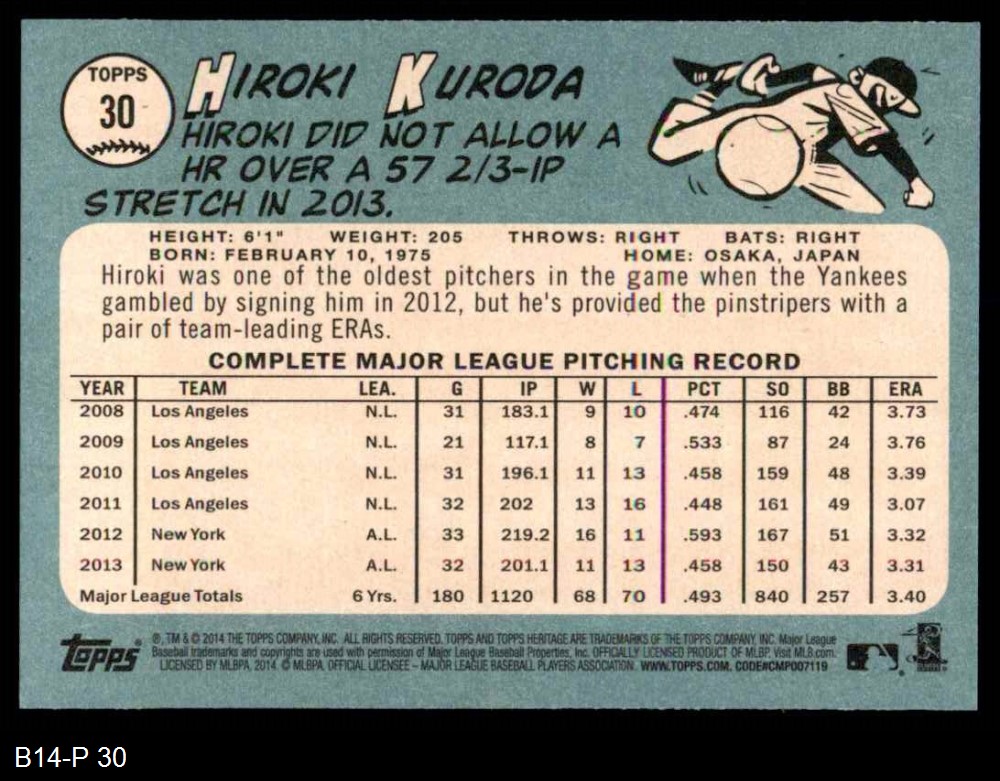 TOPPS
30
HIROKI KURODA
HIROKI DID NOT ALLOW A
HR OVER A 57 2/3-IP
STRETCH IN 2013.
HEIGHT: 6'1" WEIGHT: 205 THROWS: RIGHT BATS: RIGHT
BORN: FEBRUARY 10, 1975 HOME: OSAKA, JAPAN
Hiroki was one of the oldest pitchers in the game when the Yankees
gambled by signing him in 2012, but he's provided the pinstripers with a
pair of team-leading ERAs.
COMPLETE MAJOR LEAGUE PITCHING RECORD
YEAR TEAM LEA. G IP W L PCT SO BB ERA
2008 Los Angeles N.L. 31 183.1 9 10 .474 116 42 3.73
2009 Los Angeles N.L. 21 117.1 8 7 .533 87 24 3.76
2010 Los Angeles N.L. 31 196.1 11 13 .458 159 48 3.39
2011 Los Angeles N.L. 32 202 13 16 .448 161 49 3.07
2012 New York A.L. 33 219.2 16 11 .593 167 51 3.32
2013 New York A.L. 32 201.1 11 13 .458 150 43 3.31
Major League Totals 6 Yrs. 180 1120 68 70 .493 840 257 3.40
Topps
®, TM & © 2014 THE TOPPS COMPANY, INC. ALL RIGHTS RESERVED. TOPPS AND TOPPS HERITAGE ARE TRADEMARKS OF THE TOPPS COMPANY, INC. Major League
Baseball trademarks and copyrights are used with permission of Major League Baseball Properties, Inc. OFFICIALLY LICENSED PRODUCT OF MLBP. Visit MLB.com.
LICENSED BY MLBPA, 2014 © MLBPA, OFFICIAL LICENSEE – MAJOR LEAGUE BASEBALL PLAYERS ASSOCIATION. WWW.TOPPS.COM. CODE#CMP007119
B14-P 30